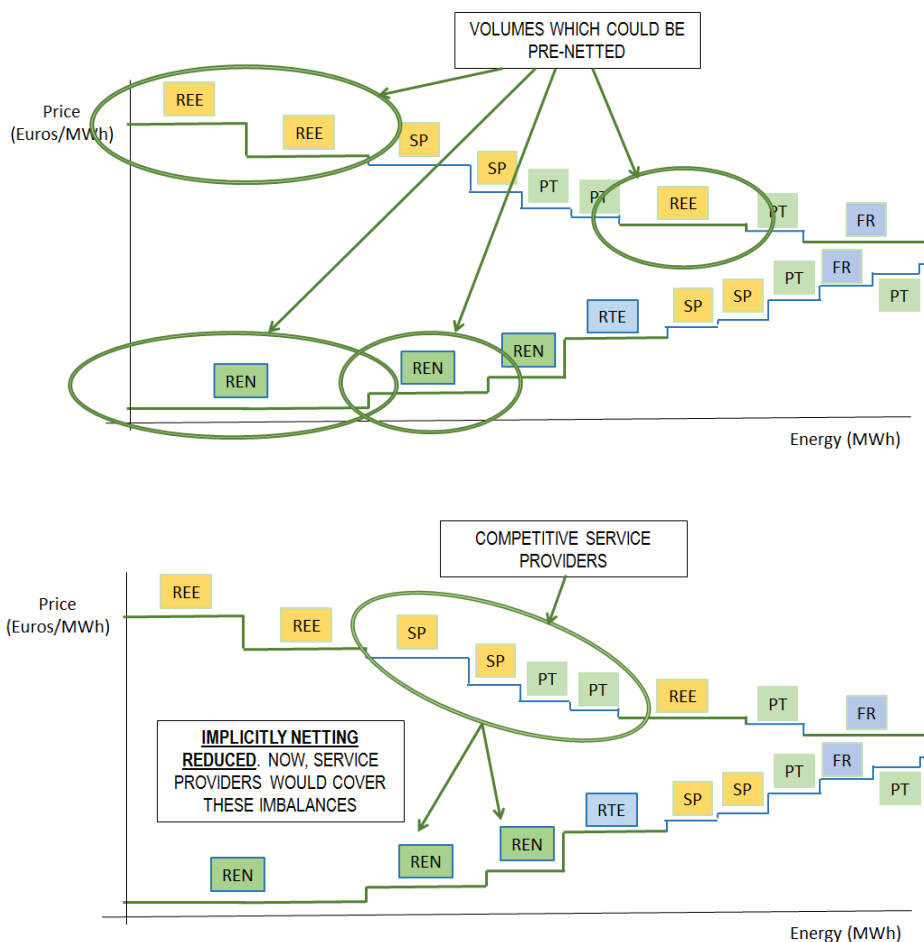 VOLUMES WHICH COULD BE
PRE-NETTED
Price
(Euros/MWh)
REE
REE
SP
SP
PT
PT
REE
PT
FR
REN
REN
REN
RTE
SP
SP
PT
FR
PT
Energy (MWh)
COMPETITIVE SERVICE
PROVIDERS
Price
(Euros/MWh)
REE
REE
SP
SP
PT
PT
REE
PT
FR
IMPLICITLY NETTING
REDUCED. NOW, SERVICE
PROVIDERS WOULD COVER
THESE IMBALANCES
REN
REN
REN
RTE
SP
SP
PT
FR
PT
Energy (MWh)